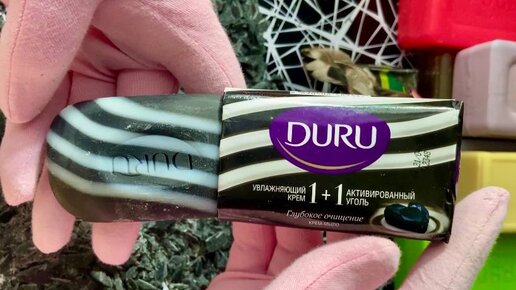 DURU
DURU
УВЛАЖНЯЮЩИЙ КРЕМ 1+1 АКТИВИРОВАННЫЙ УГОЛЬ
Глубокое очищение
КРЕМ-МЫЛО